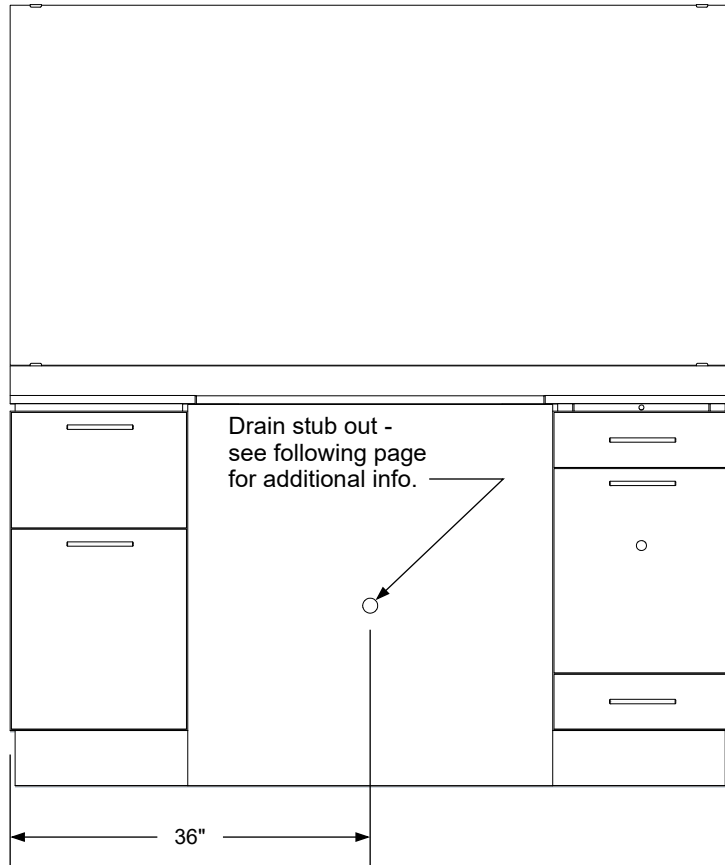 Drain stub out -
see following page
for additional info.
36"